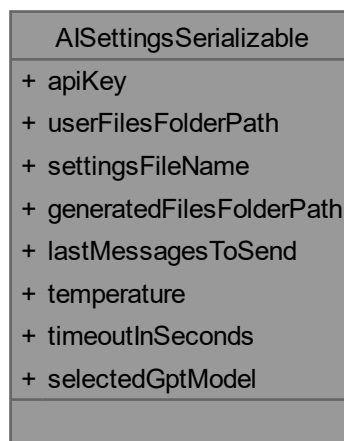 AISettingsSerializable
+ apiKey
+ userFilesFolderPath
+ settingsFileName
+ generatedFilesFolderPath
+ lastMessagesToSend
+ temperature
+ timeoutInSeconds
+ selectedGptModel